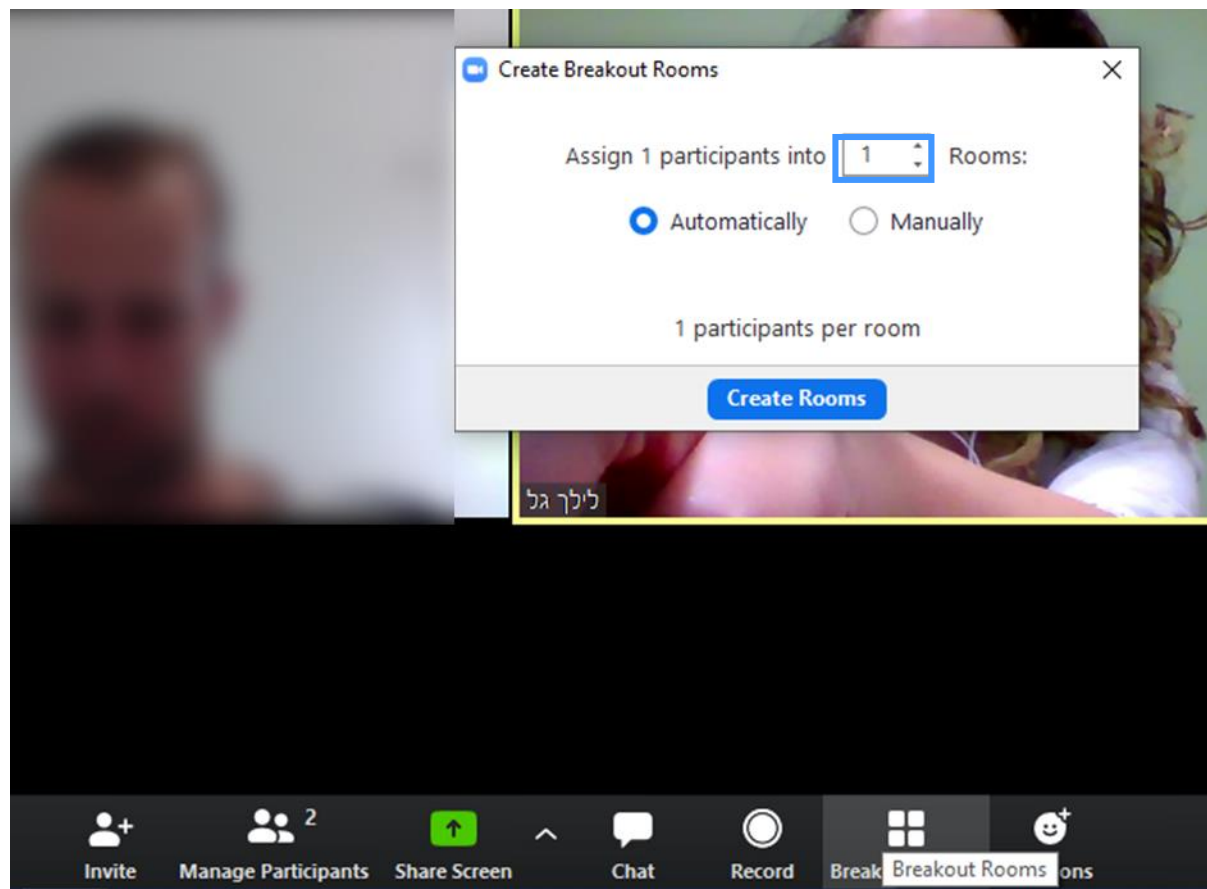 Create Breakout Rooms
Assign 1 participants into 1 Rooms:
Automatically Manually
1 participants per room
Create Rooms
לילך גל
2
Invite Manage Participants Share Screen Chat Record Break ons
Breakout Rooms